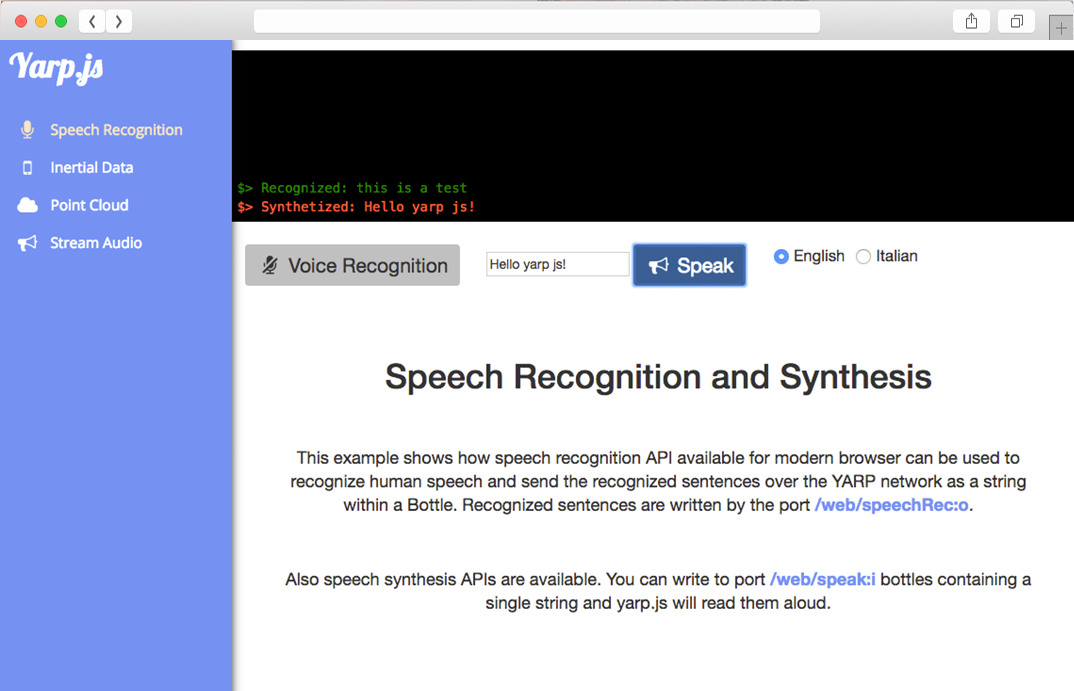 Yarp.js
Speech Recognition
Inertial Data
Point Cloud
Stream Audio
$> Recognized: this is a test
$> Synthetized: Hello yarp js!
Voice Recognition
Hello yarp js!
Speak
English
Italian
Speech Recognition and Synthesis
This example shows how speech recognition API available for modern browser can be used to
recognize human speech and send the recognized sentences over the YARP network as a string
within a Bottle. Recognized sentences are written by the port /web/speechRec:o.
Also speech synthesis APIs are available. You can write to port /web/speak:i bottles containing a
single string and yarp.js will read them aloud.